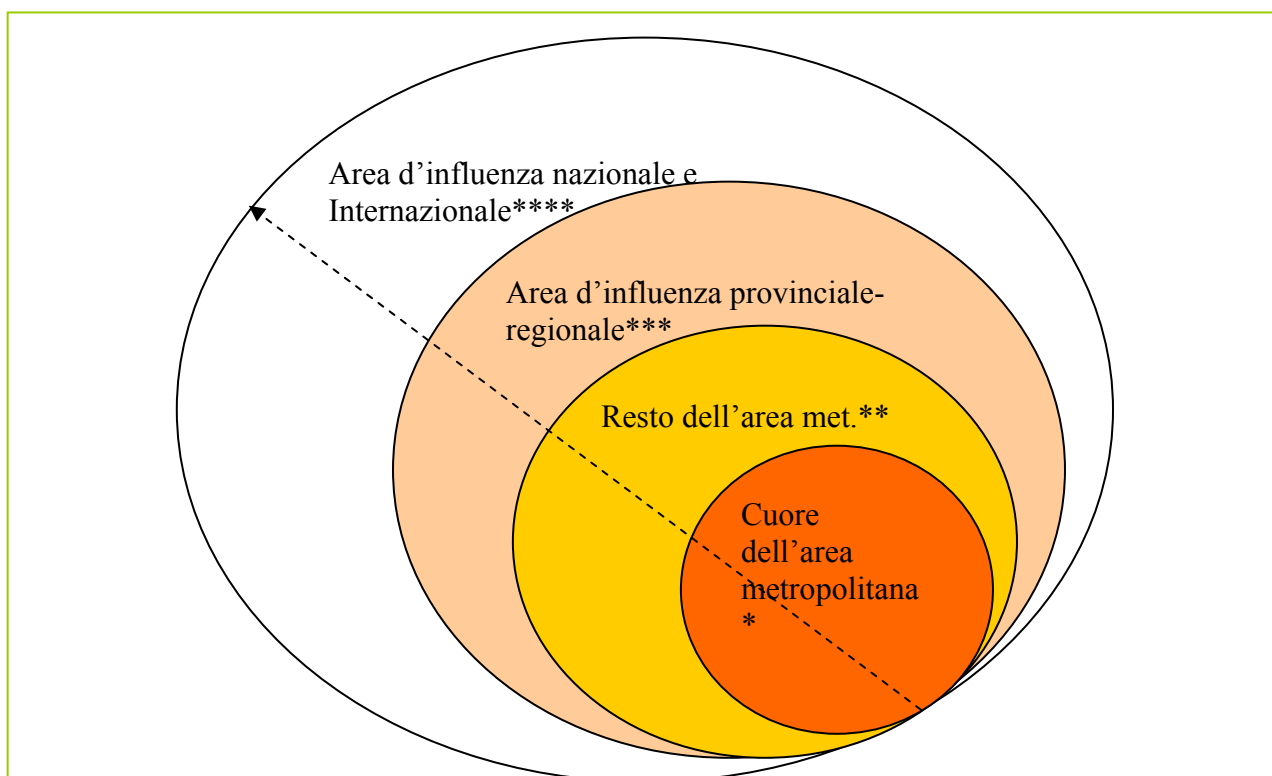 Area d’influenza nazionale e
Internazionale****
Area d’influenza provinciale-
regionale***
Resto dell’area met.**
Cuore
dell’area
metropolitana
*